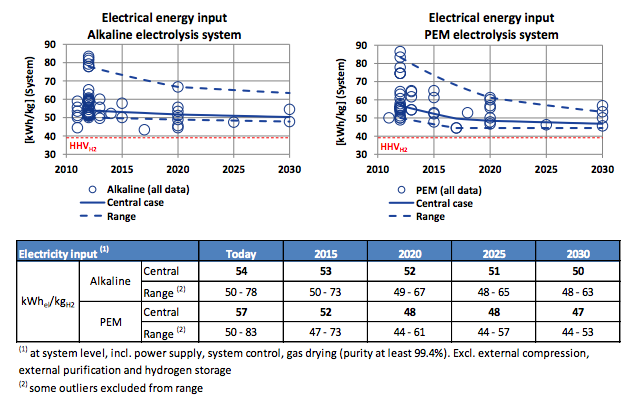 Electrical energy input
Alkaline electrolysis system
[kWh/kg] (System)
90
80
70
60
50
40
30
HHV H2
2010 2015 2020 2025 2030
Alkaline (all data)
Central case
Range
Electrical energy input
PEM electrolysis system
[kWh/kg] (System)
90
80
70
60
50
40
30
HHV H2
2010 2015 2020 2025 2030
PEM (all data)
Central case
Range
Electricity input (1) Today 2015 2020 2025 2030
kWhel/kgH2
Alkaline
Central 54 53 52 51 50
Range (2) 50 - 78 50 - 73 49 - 67 48 - 65 48 - 63
PEM
Central 57 52 48 48 47
Range (2) 50 - 83 47 - 73 44 - 61 44 - 57 44 - 53
(1) at system level, incl. power supply, system control, gas drying (purity at least 99.4%). Excl. external compression,
external purification and hydrogen storage
(2) some outliers excluded from range